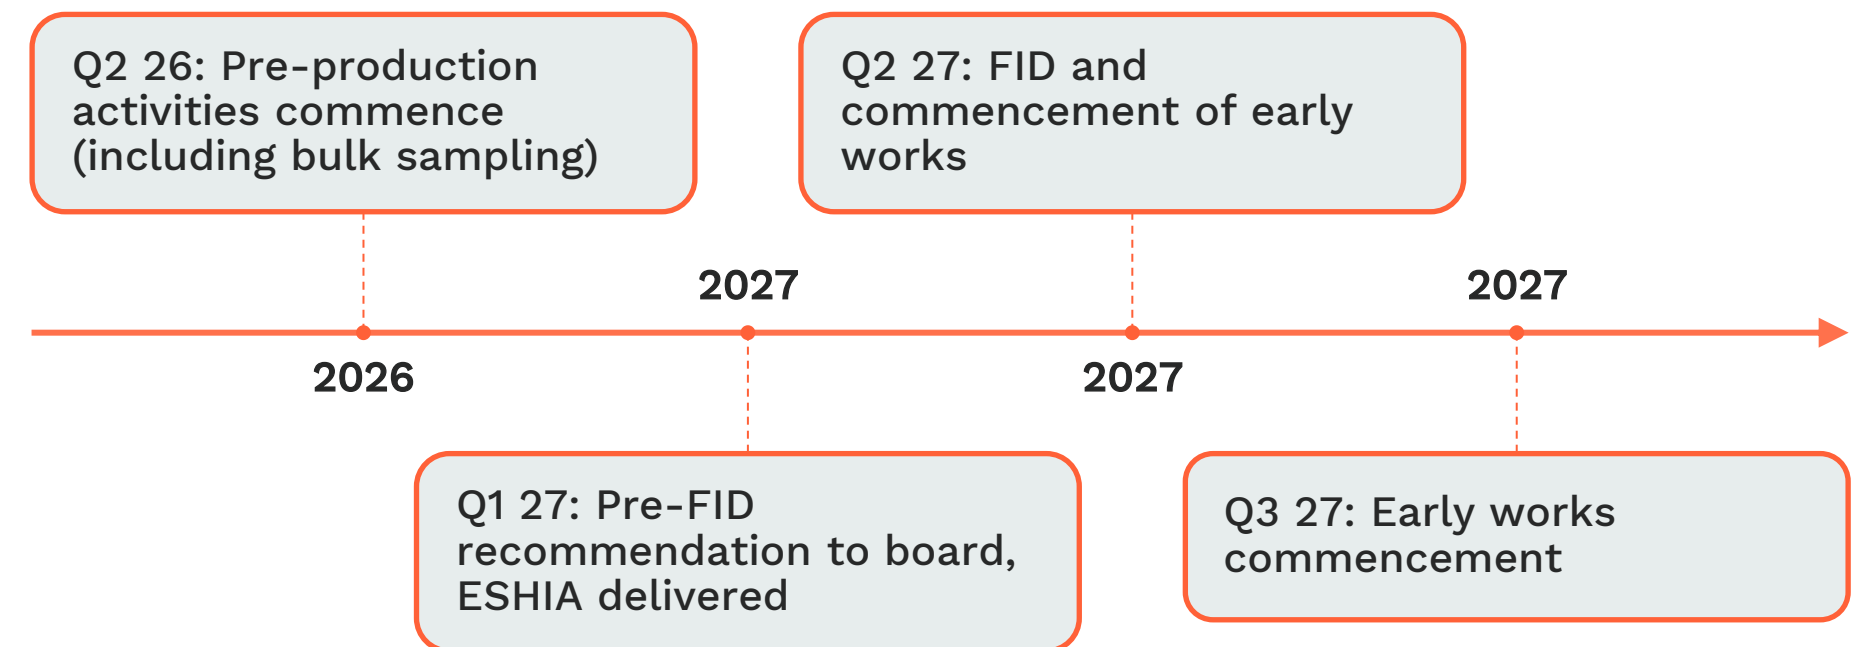 Q2 26: Pre-production
activities commence
(including bulk sampling)
Q2 27: FID and
commencement of early
works
2027
2027
2026
2027
Q1 27: Pre-FID
recommendation to board,
ESHIA delivered
Q3 27: Early works
commencement